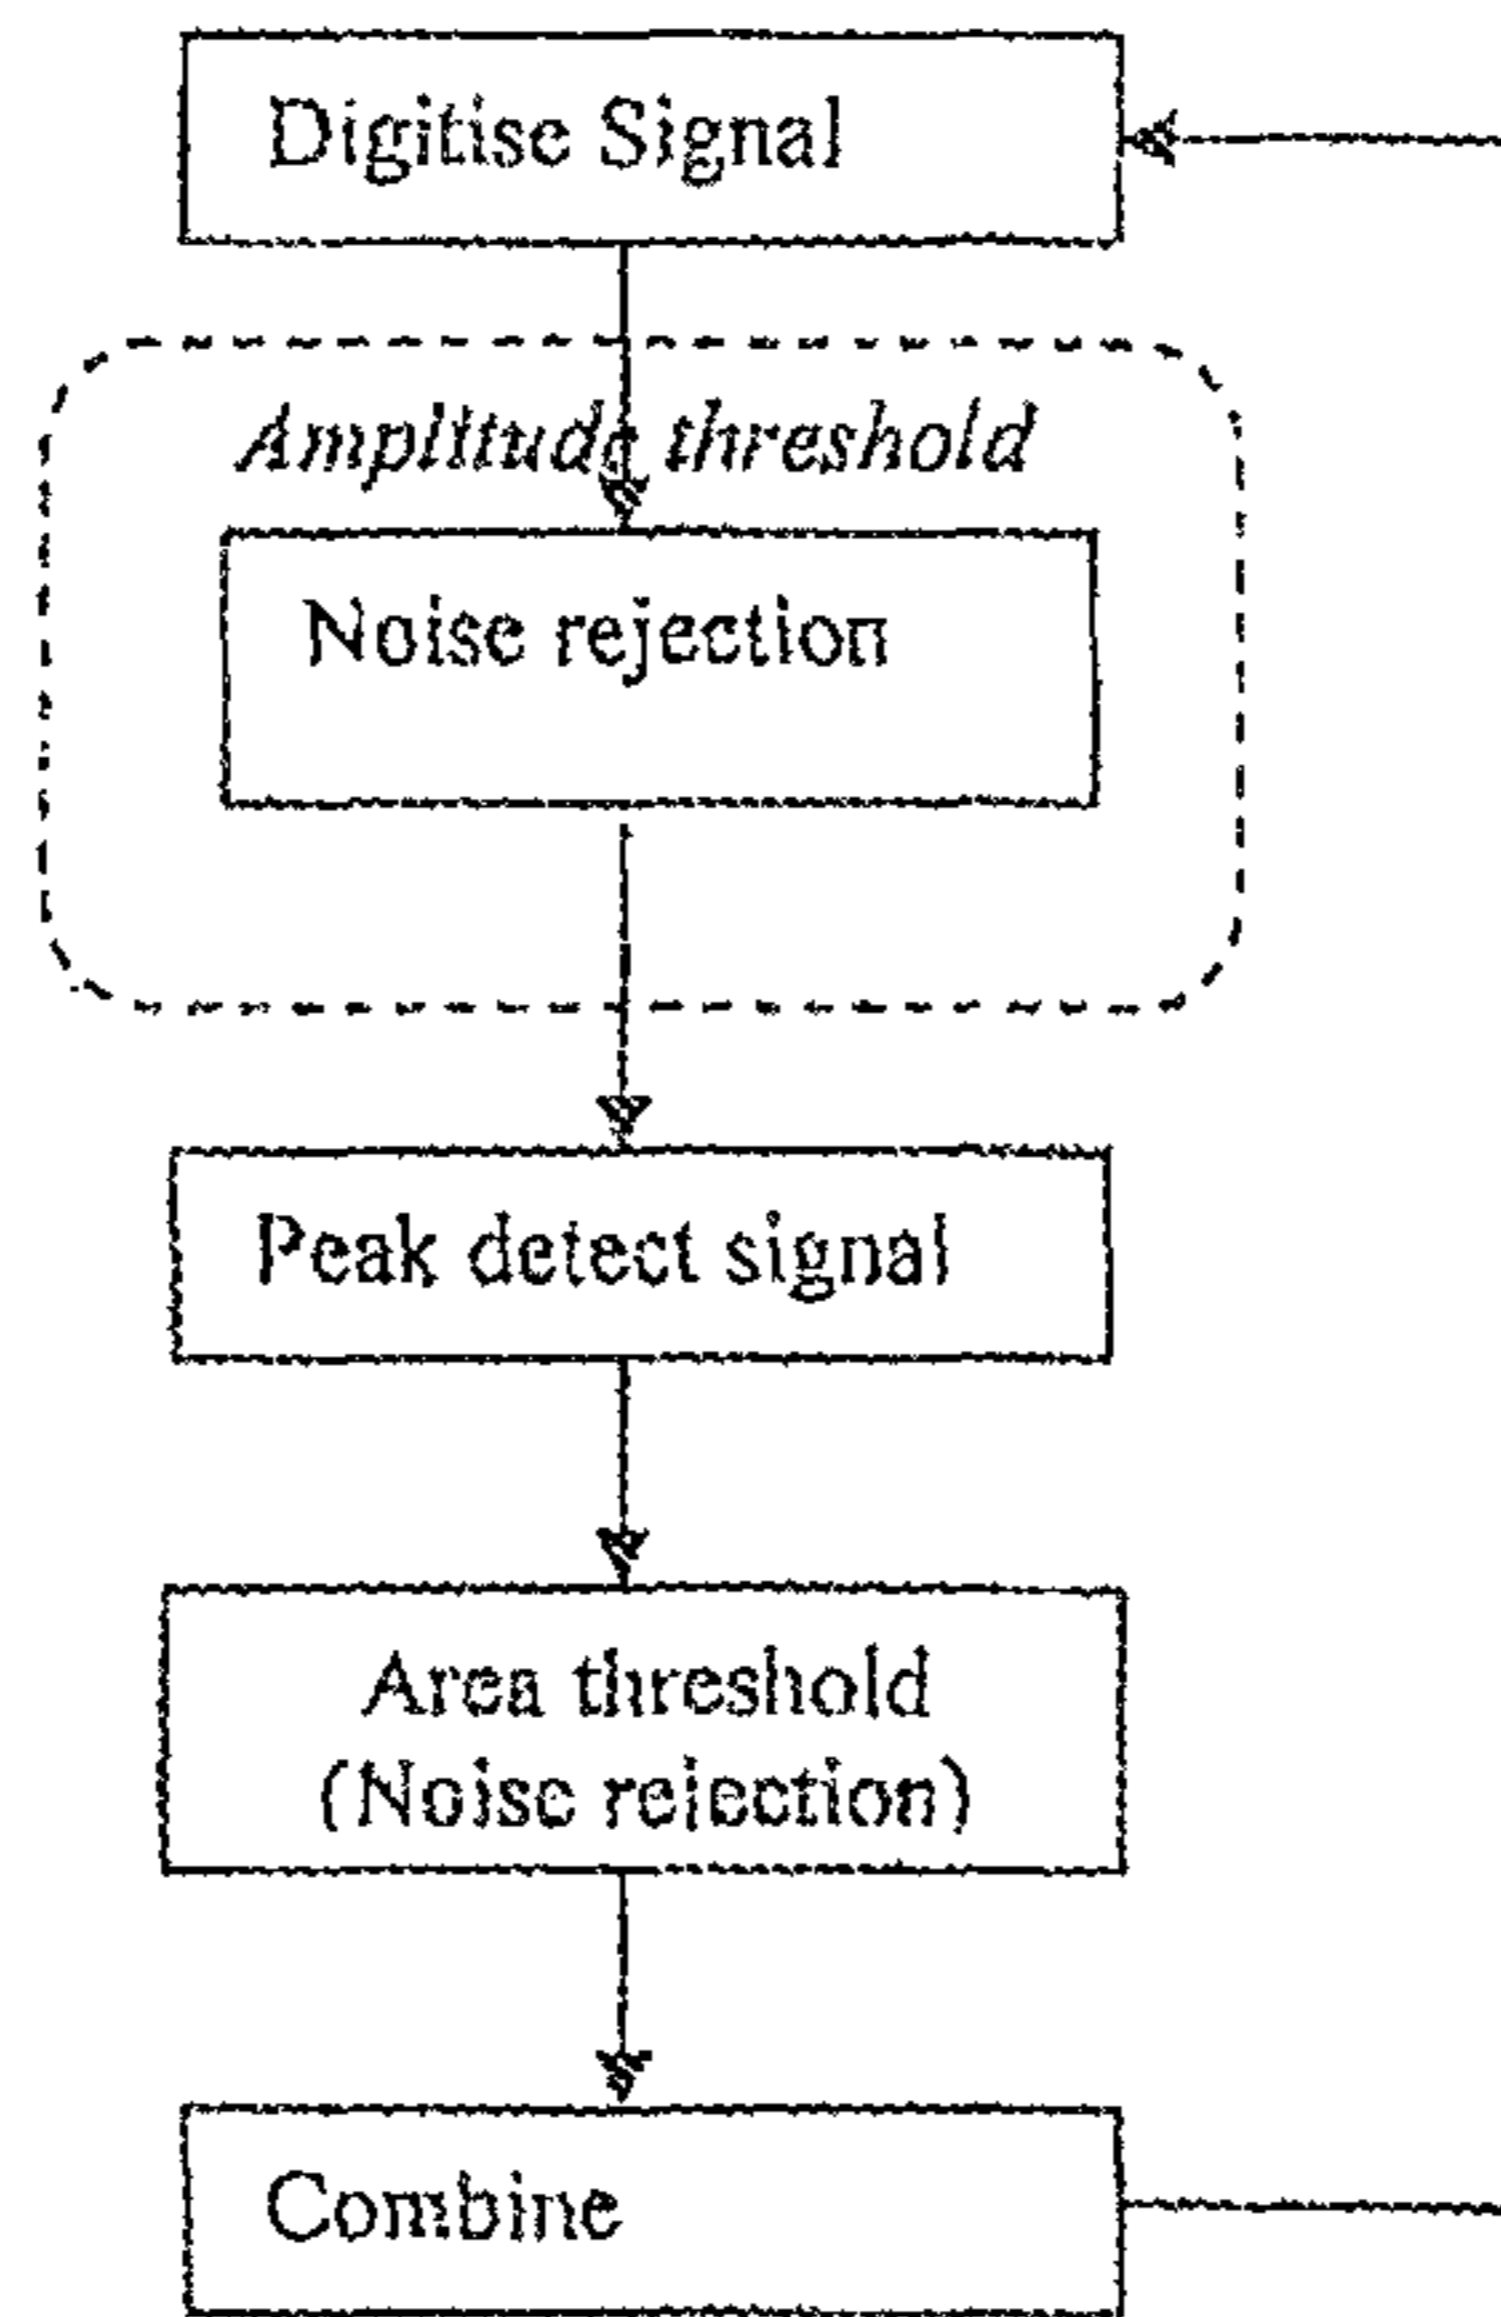 Digitise Signal
Amplitude threshold
Noise rejection
Peak detect signal
Area threshold
(Noise rejection)
Combine